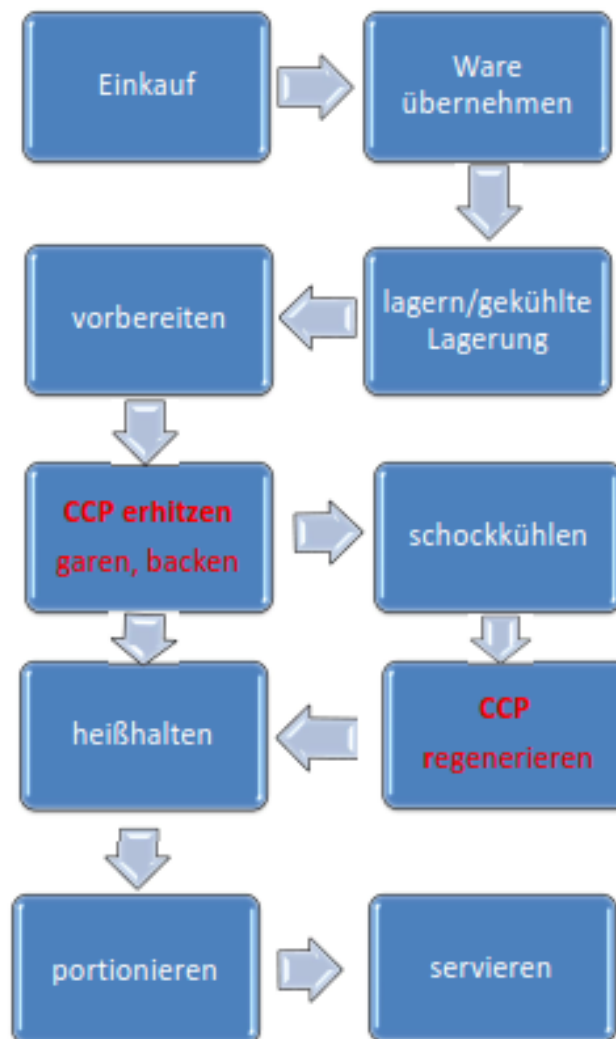 Einkauf
Ware
übernehmen
lagern/gekühlte
Lagerung
vorbereiten
CCP erhitzen
garen, backen
schockkühlen
CCP
regenerieren
heißhalten
portionieren
servieren